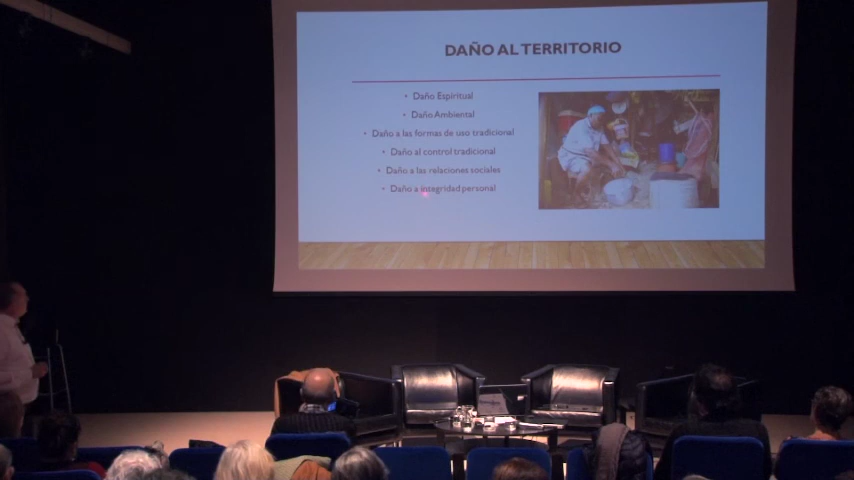 DAÑO AL TERRITORIO
• Daño Espiritual
• Daño Ambiental
• Daño a las formas de uso tradicional
• Daño al control tradicional
• Daño a las relaciones sociales
• Daño a integridad personal